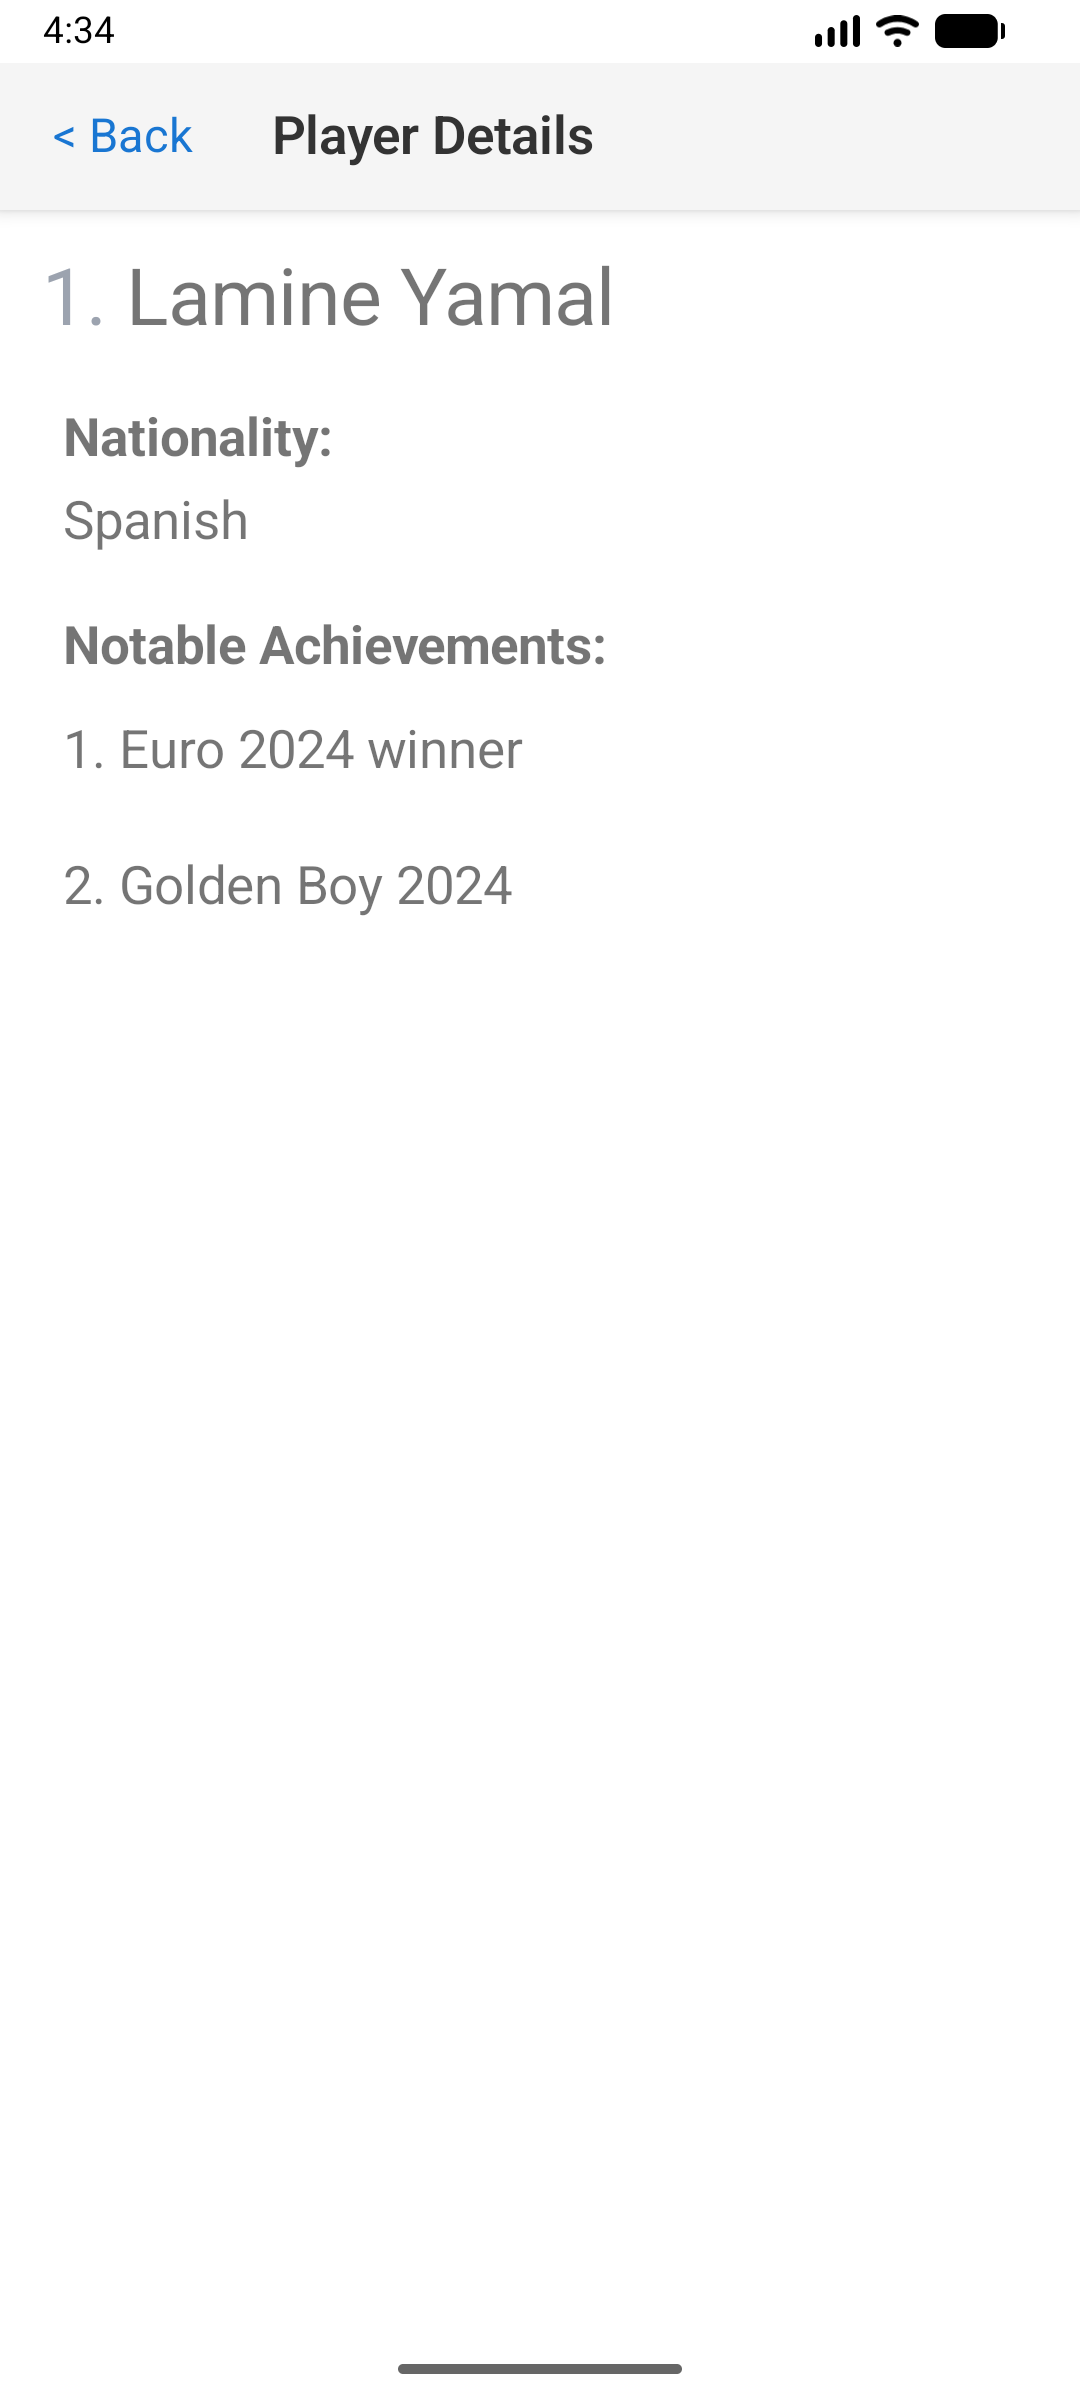 4:34
< Back
Player Details
1. Lamine Yamal
Nationality:
Spanish
Notable Achievements:
1. Euro 2024 winner
2. Golden Boy 2024